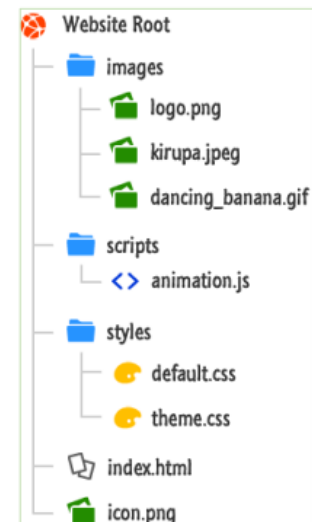 Website Root
images
logo.png
kirupa.jpeg
dancing_banana.gif
scripts
animation.js
styles
default.css
theme.css
index.html
icon.png